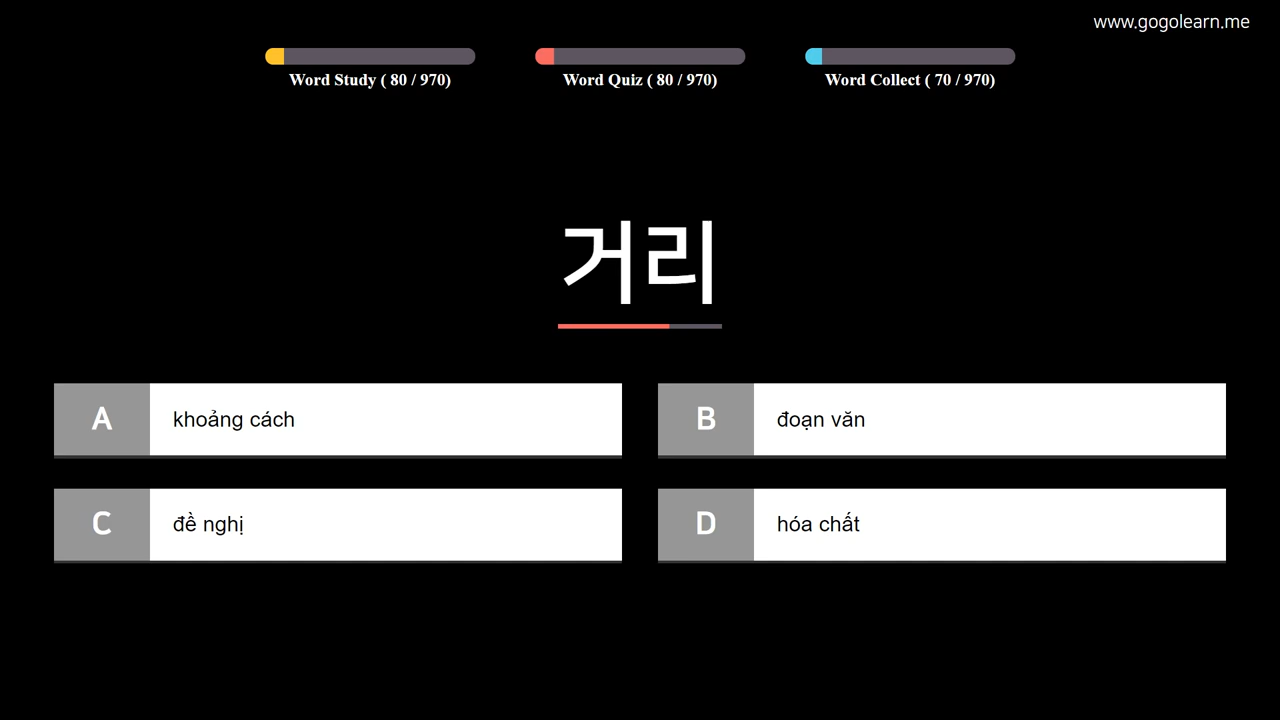 www.gogolearn.me
Word Study ( 80 / 970)
Word Quiz ( 80 / 970)
Word Collect ( 70 / 970)
거리
A khoảng cách
B đoạn văn
C đề nghị
D hóa chất